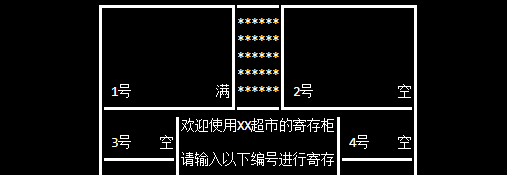 ******
******
******
******
******
1号 满
2号 空
欢迎使用XX超市的寄存柜
3号 空
4号 空
请输入以下编号进行寄存